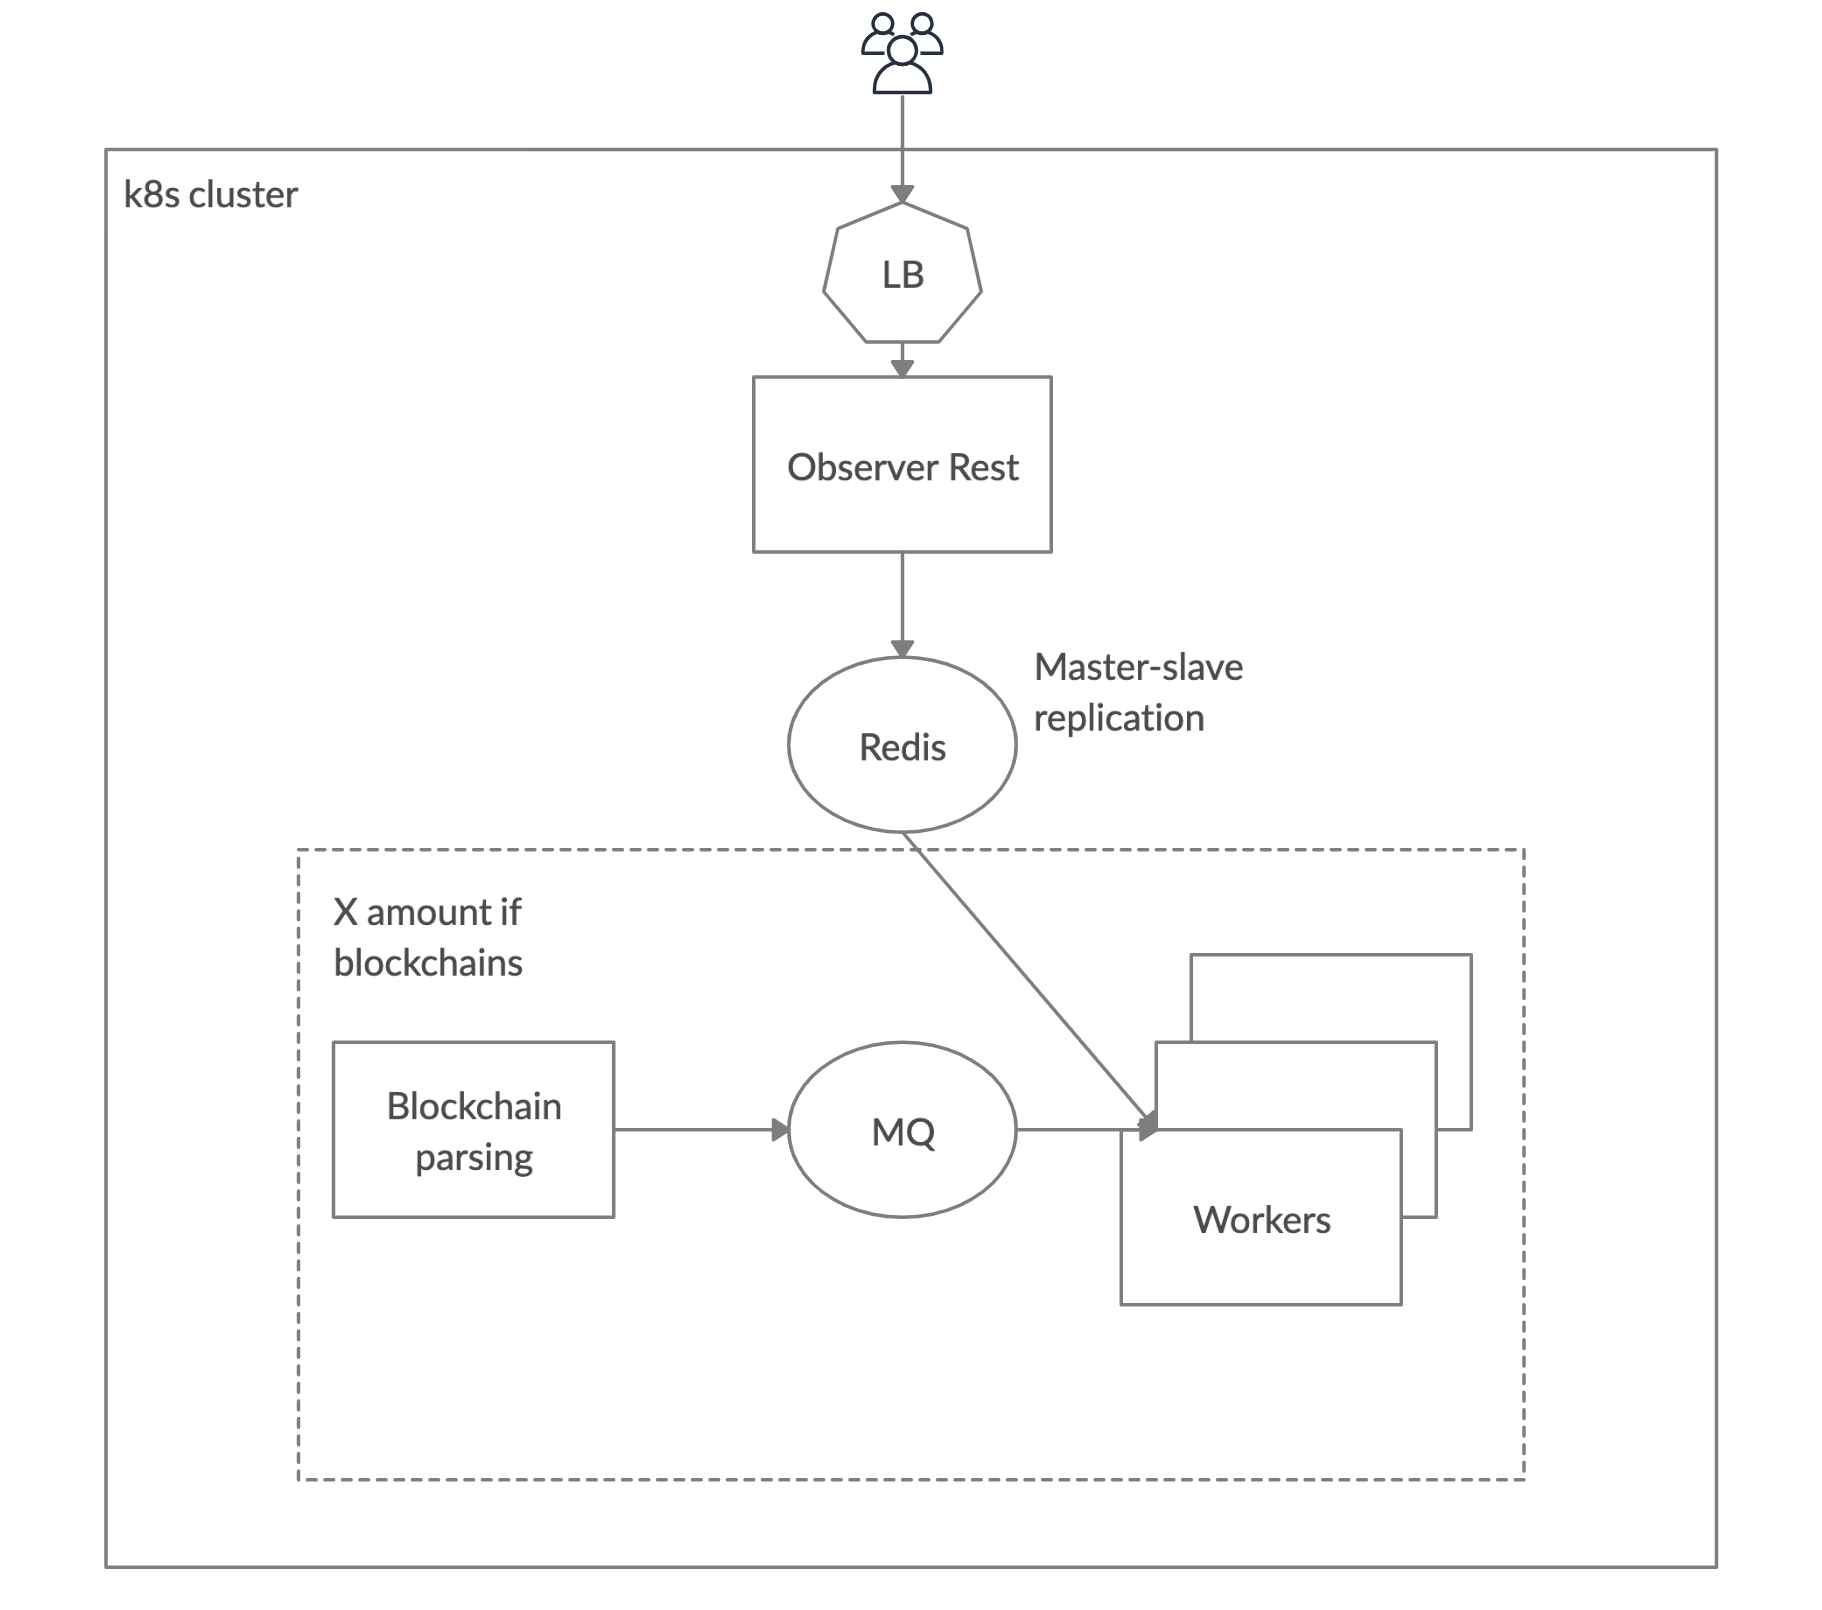 k8s cluster
LB
Observer Rest
Master-slave
replication
Redis
X amount if
blockchains
Blockchain
parsing
MQ
Workers